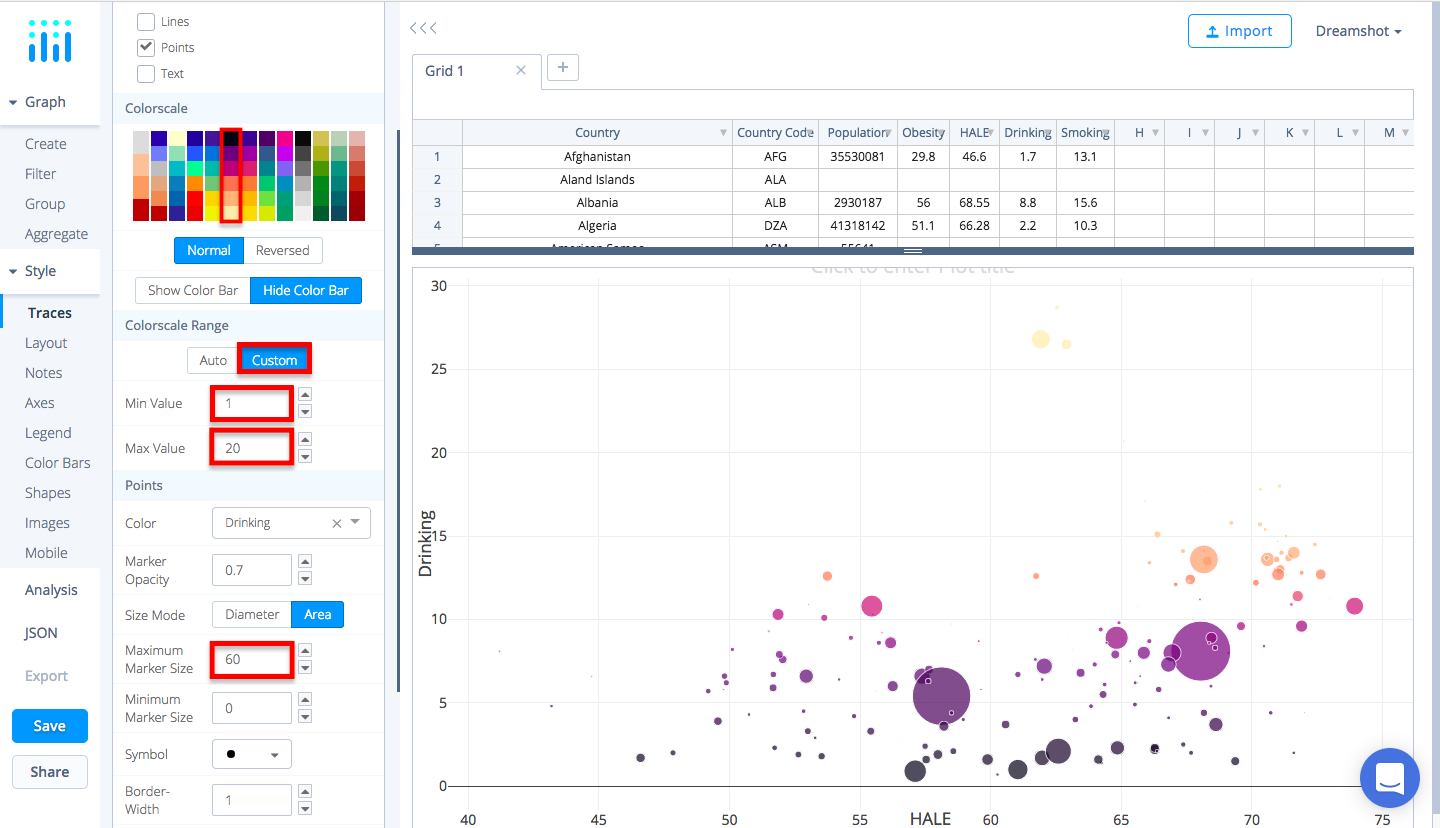 Lines
Points
Text
Colorscale
Normal
Reversed
Show Color Bar
Hide Color Bar
Colorscale Range
Auto
Custom
Min Value
1
Max Value
20
Points
Color
Drinking
Marker
Opacity
0.7
Size Mode
Diameter
Area
Maximum
Marker Size
60
Minimum
Marker Size
0
Symbol
Border-
Width
1
Graph
Create
Filter
Group
Aggregate
Style
Traces
Layout
Notes
Axes
Legend
Color Bars
Shapes
Images
Mobile
Analysis
JSON
Export
Save
Share
Import
Dreamshot
Grid 1
Country Country Code Population Obesity HALE Drinking Smoking H I J K L M
1 Afghanistan AFG 35530081 29.8 46.6 1.7 13.1
2 Aland Islands ALA
3 Albania ALB 2930187 56 68.55 8.8 15.6
4 Algeria DZA 41318142 51.1 66.28 2.2 10.3
5 American Samoa ASM 55641
Click to enter Plot title
30
25
20
15
10
5
0
Drinking
40 45 50 55 60 65 70 75
HALE